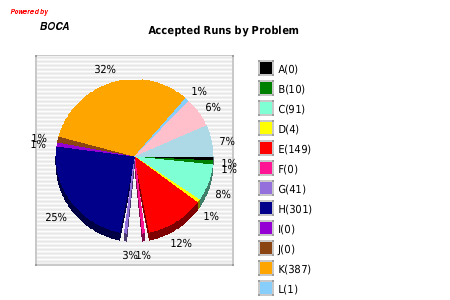 Powered by
BOCA
Accepted Runs by Problem
32%
1%
6%
7%
1%
1%
8%
1%
12%
3%
1%
25%
1%
1%
A(0)
B(10)
C(91)
D(4)
E(149)
F(0)
G(41)
H(301)
I(0)
J(0)
K(387)
L(1)